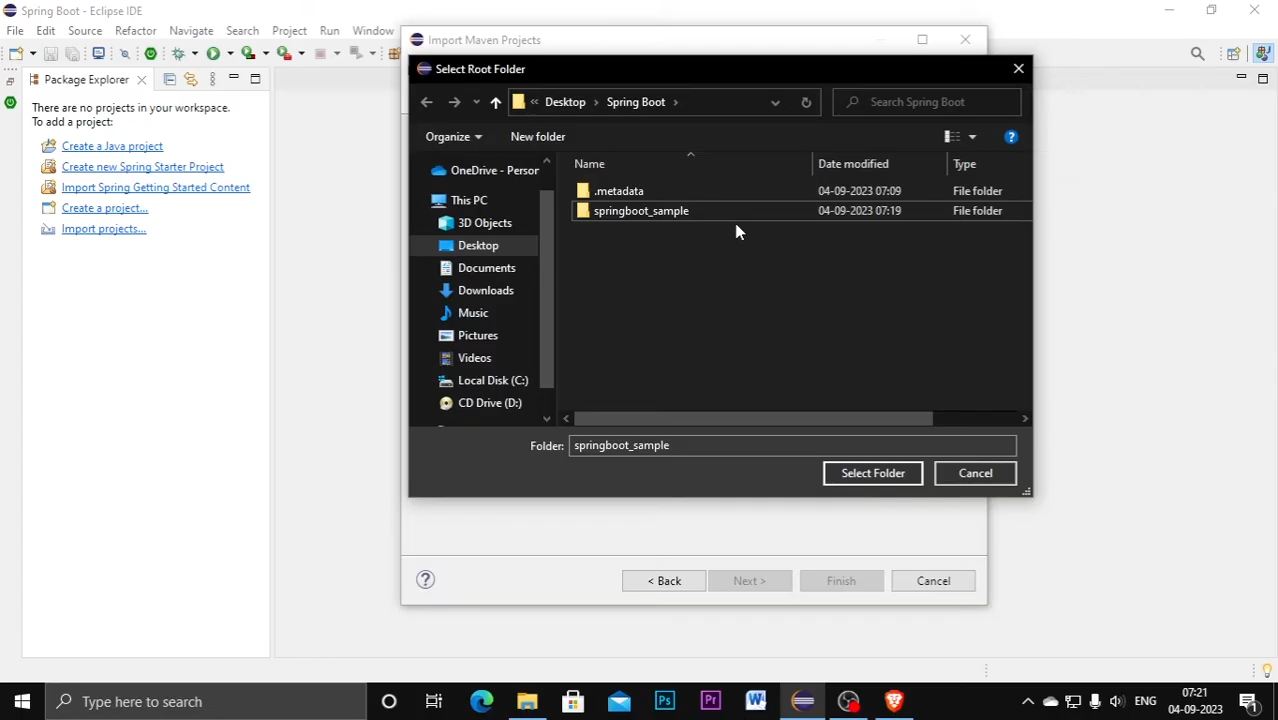 Spring Boot - Eclipse IDE
File Edit Source Refactor Navigate Search Project Run Window
Import Maven Projects
Select Root Folder
Package Explorer
There are no projects in your workspace.
To add a project:
Create a Java project
Create new Spring Starter Project
Import Spring Getting Started Content
Create a project...
Import projects...
« Desktop › Spring Boot ›
Search Spring Boot
Organize
New folder
Name Date modified Type
.metadata 04-09-2023 07:09 File folder
springboot_sample 04-09-2023 07:19 File folder
OneDrive - Person
This PC
3D Objects
Desktop
Documents
Downloads
Music
Pictures
Videos
Local Disk (C:)
CD Drive (D:)
Folder: springboot_sample
Select Folder
Cancel
?
< Back
Next >
Finish
Cancel
Type here to search
Ps
Pr
W
ENG
07:21
04-09-2023
1